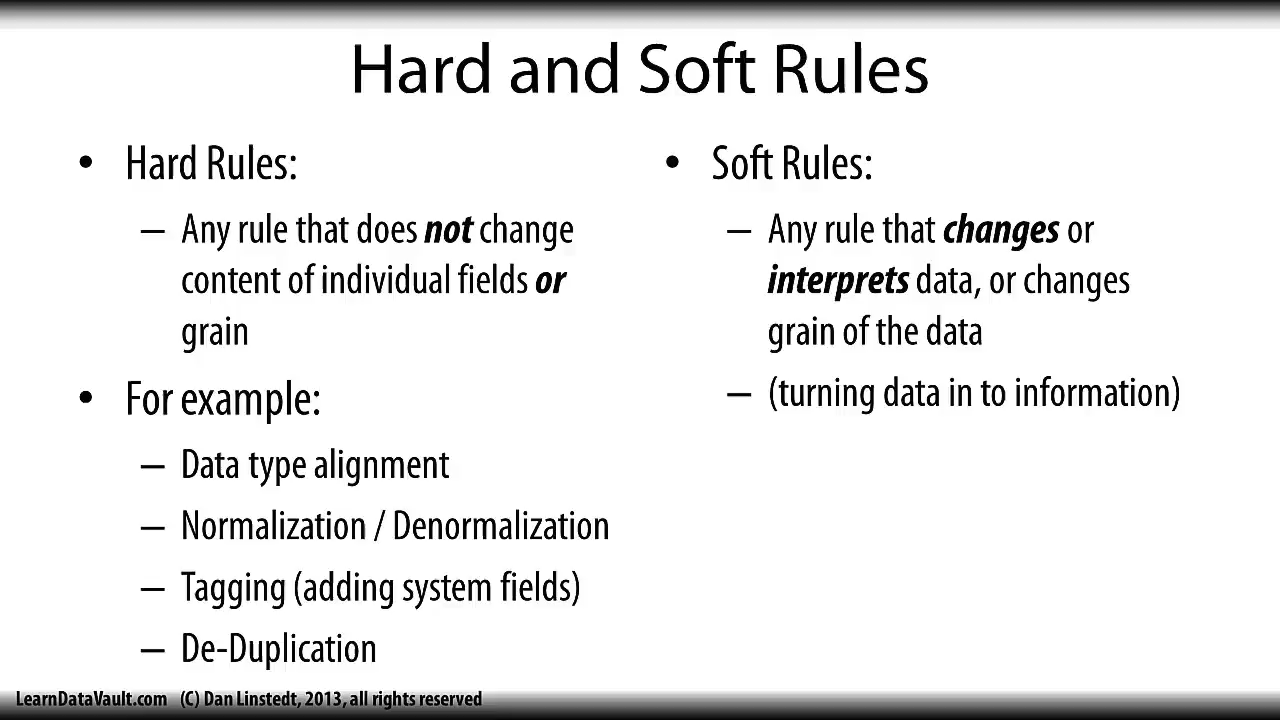 Hard and Soft Rules
• Hard Rules:
– Any rule that does not change
content of individual fields or
grain
• For example:
– Data type alignment
– Normalization / Denormalization
– Tagging (adding system fields)
– De-Duplication
• Soft Rules:
– Any rule that changes or
interprets data, or changes
grain of the data
– (turning data in to information)
LearnDataVault.com (C) Dan Linstedt, 2013, all rights reserved